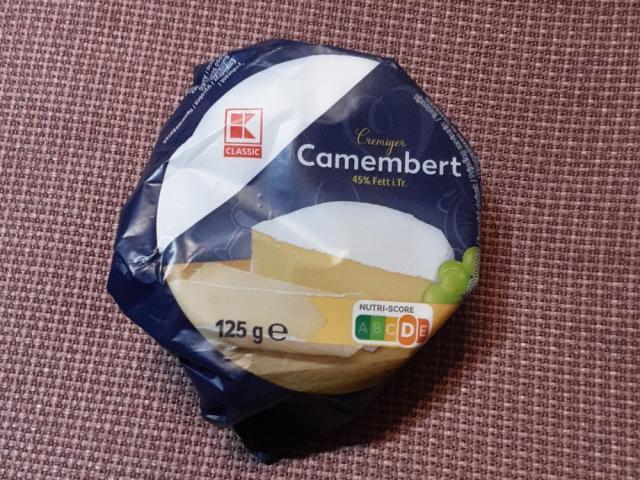 K
CLASSIC
Cremiger
Camembert
45% Fett i.Tr.
125 g e
NUTRI-SCORE
A B C D E